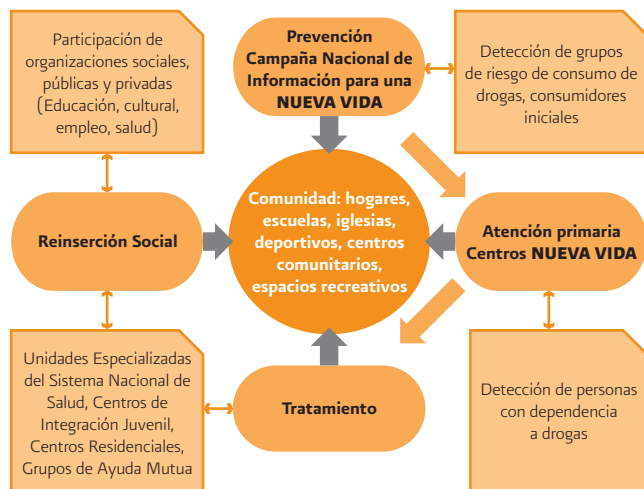 Participación de
organizaciones sociales,
públicas y privadas
(Educación, cultural,
empleo, salud)
Prevención
Campaña Nacional de
Información para una
NUEVA VIDA
Detección de grupos
de riesgo de consumo de
drogas, consumidores
iniciales
Reinserción Social
Comunidad: hogares,
escuelas, iglesias,
deportivos, centros
comunitarios,
espacios recreativos
Atención primaria
Centros NUEVA VIDA
Unidades Especializadas
del Sistema Nacional de
Salud, Centros de
Integración Juvenil,
Centros Residenciales,
Grupos de Ayuda Mutua
Tratamiento
Detección de personas
con dependencia
a drogas